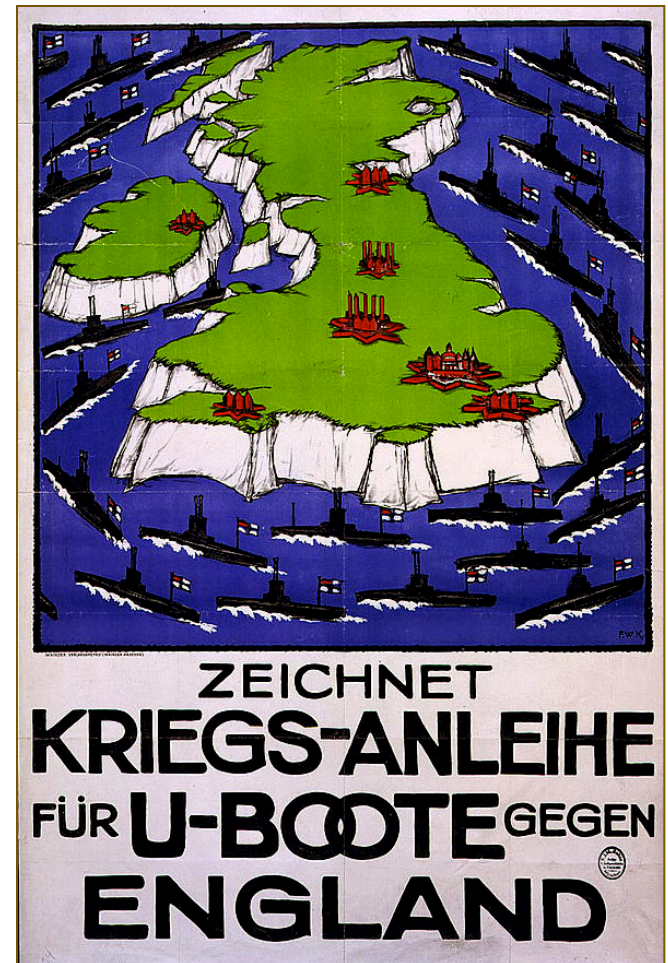 F.W.K
ZEICHNET
KRIEGS-ANLEIHE
FÜR U-BOOTE GEGEN
ENGLAND